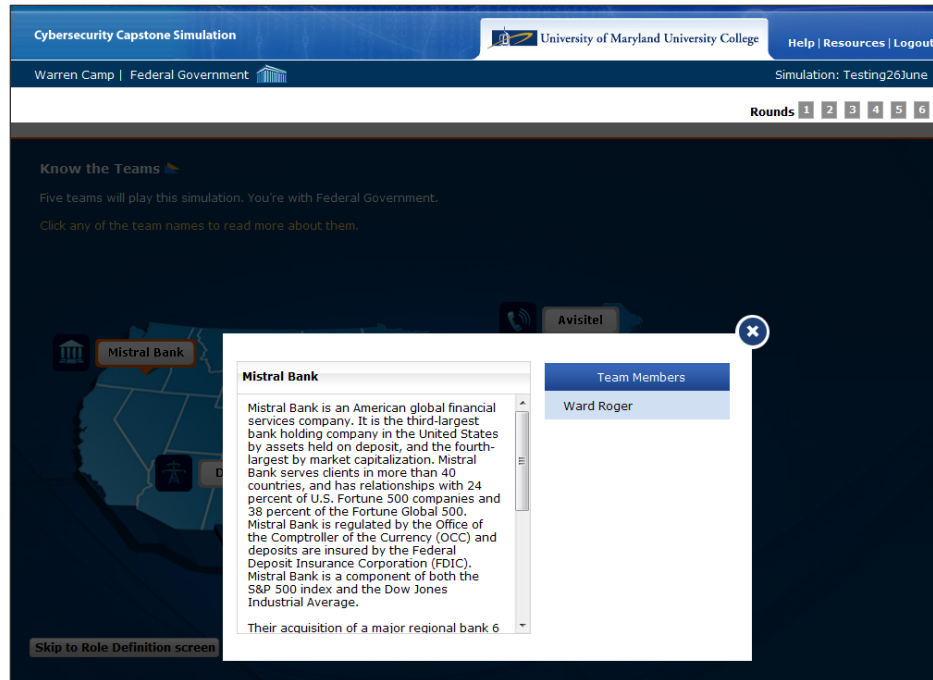 Cybersecurity Capstone Simulation
University of Maryland University College
Help | Resources | Logout
Warren Camp | Federal Government
Simulation: Testing26June
Rounds 1 2 3 4 5 6
Know the Teams
Five teams will play this simulation. You're with Federal Government.
Click any of the team names to read more about them.
Avisitel
Mistral Bank
D
Mistral Bank
Mistral Bank is an American global financial
services company. It is the third-largest
bank holding company in the United States
by assets held on deposit, and the fourth-
largest by market capitalization. Mistral
Bank serves clients in more than 40
countries, and has relationships with 24
percent of U.S. Fortune 500 companies and
38 percent of the Fortune Global 500.
Mistral Bank is regulated by the Office of
the Comptroller of the Currency (OCC) and
deposits are insured by the Federal
Deposit Insurance Corporation (FDIC).
Mistral Bank is a component of both the
S&P 500 index and the Dow Jones
Industrial Average.
Their acquisition of a major regional bank 6
Team Members
Ward Roger
Skip to Role Definition screen